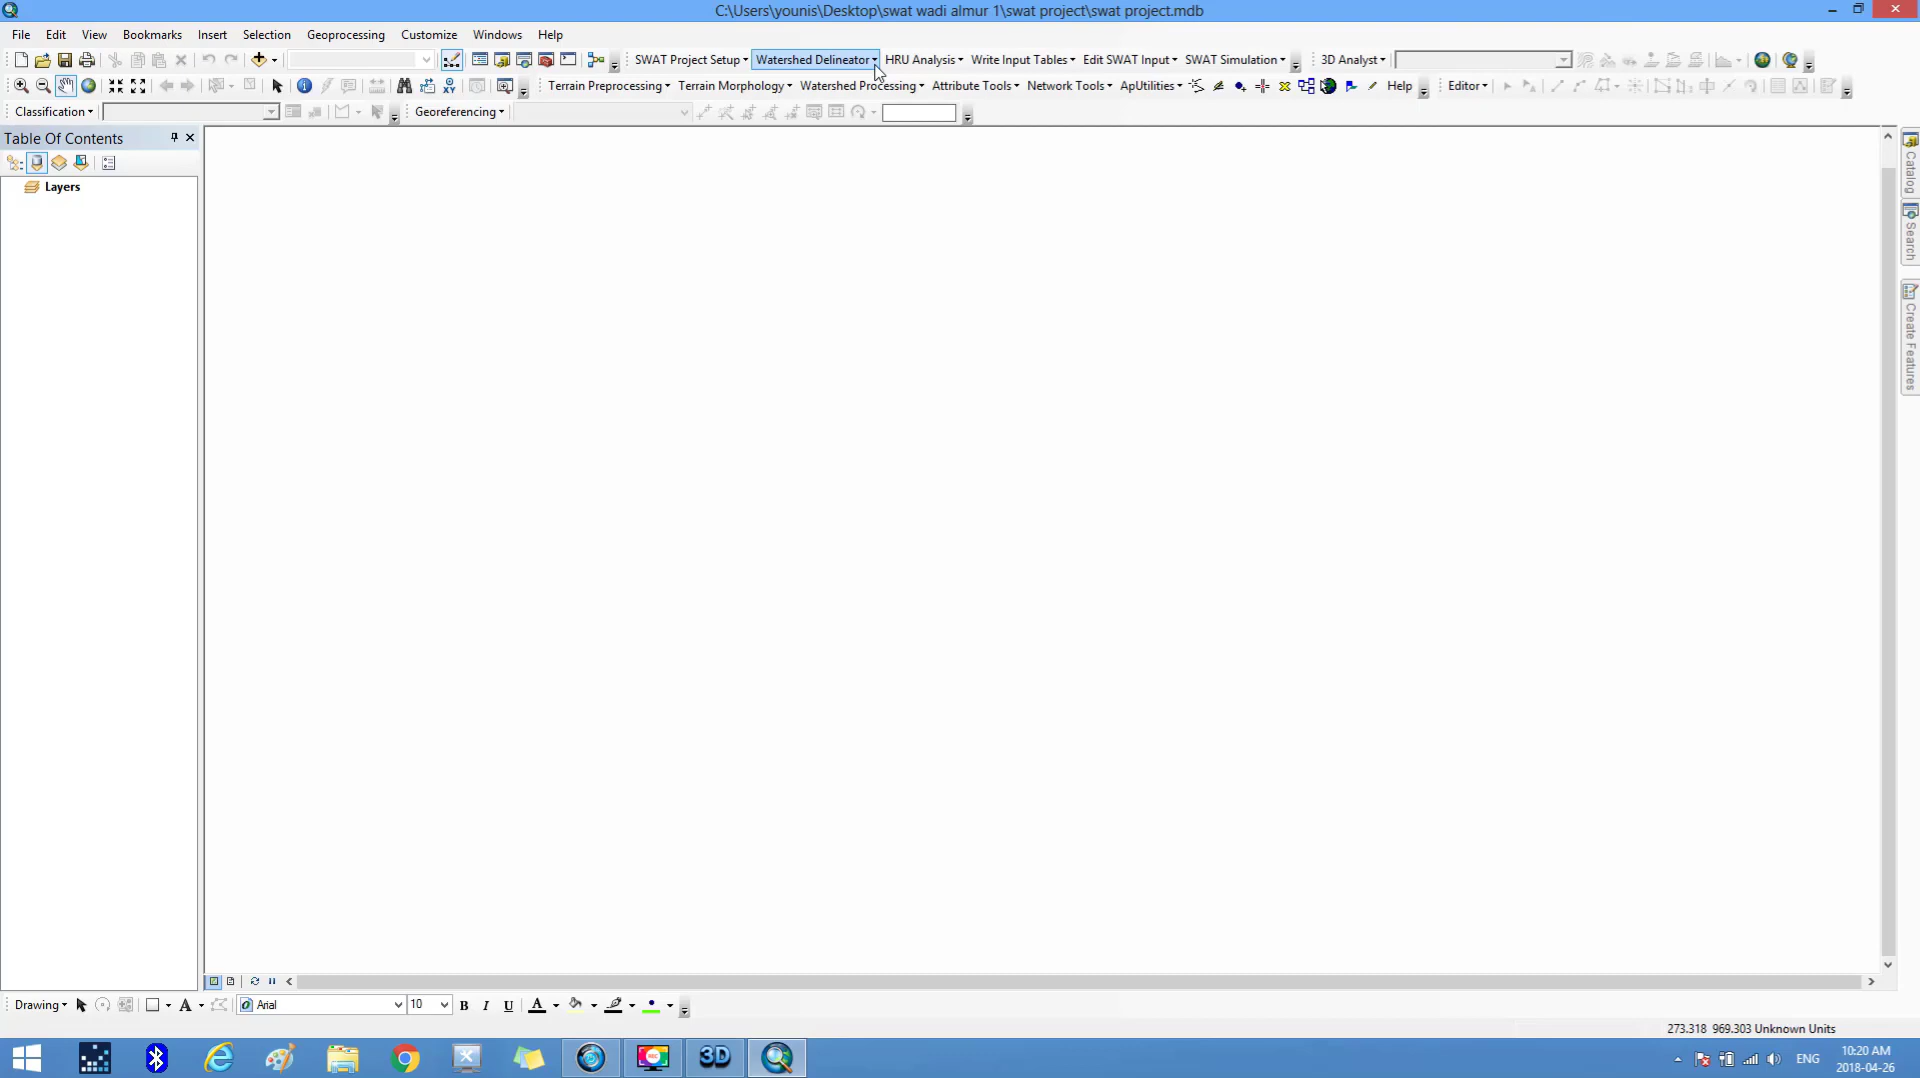 C:\Users\younis\Desktop\swat wadi almur 1\swat project\swat project.mdb
File Edit View Bookmarks Insert Selection Geoprocessing Customize Windows Help
SWAT Project Setup Watershed Delineator HRU Analysis Write Input Tables Edit SWAT Input SWAT Simulation 3D Analyst
Terrain Preprocessing Terrain Morphology Watershed Processing Attribute Tools Network Tools ApUtilities Help Editor
Classification Georeferencing
Table Of Contents
Layers
Catalog
Search
Create Features
Drawing A Arial 10 B I U A
273.318 969.303 Unknown Units
REC
3D
ENG
10:20 AM
2018-04-26